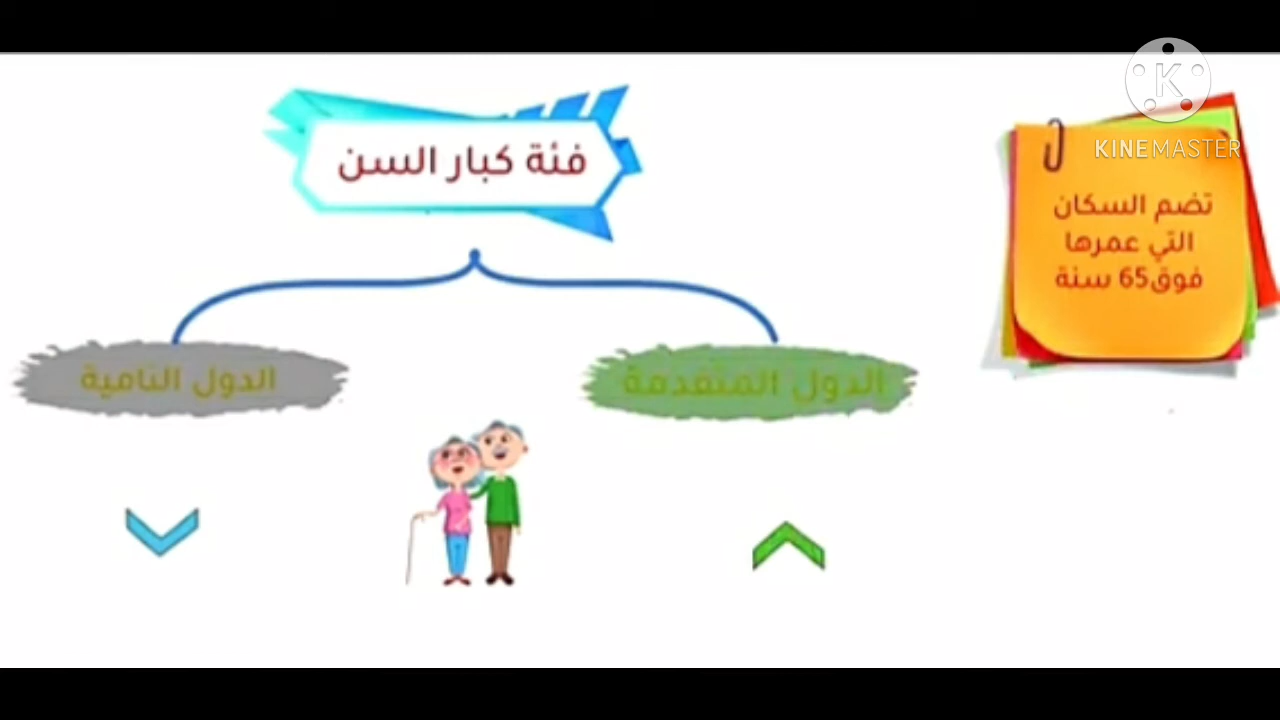 فئة كبار السن
تضم السكان
التي عمرها
فوق65 سنة
الدول المتقدمة
الدول النامية
KINEMASTER
K